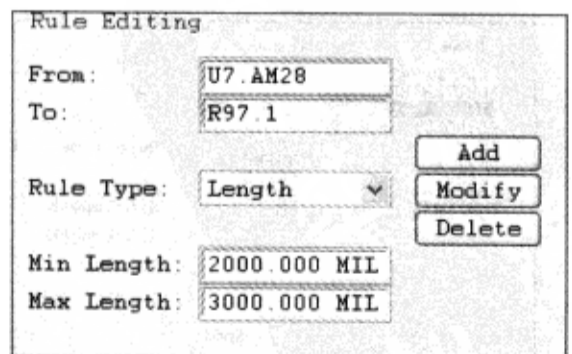 Rule Editing
From: U7.AM28
To: R97.1
Add
Rule Type: Length Modify
Delete
Min Length: 2000.000 MIL
Max Length: 3000.000 MIL